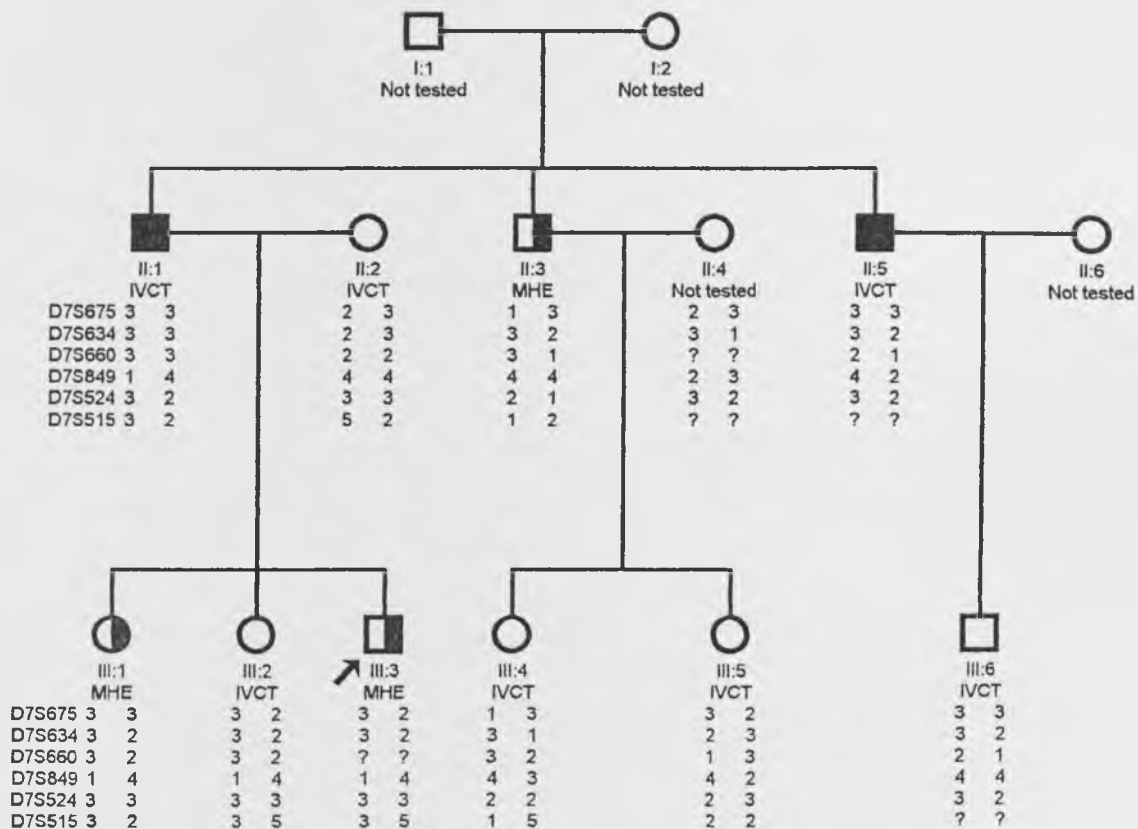 I:1 I:2
Not tested Not tested
II:1 II:2 II:3 II:4 II:5 II:6
IVCT IVCT MHE Not tested IVCT Not tested
D7S675 3 3 2 3 1 3 2 3 3 3
D7S634 3 3 2 3 3 2 3 1 3 2
D7S660 3 3 2 2 3 1 ? ? 2 1
D7S849 1 4 4 4 4 4 2 3 4 2
D7S524 3 2 3 3 2 1 3 2 3 2
D7S515 3 2 5 2 1 2 ? ? ? ?
III:1 III:2 III:3 III:4 III:5 III:6
MHE IVCT MHE IVCT IVCT IVCT
D7S675 3 3 3 2 3 2 1 3 3 2 3 3
D7S634 3 2 3 2 3 2 3 1 2 3 3 2
D7S660 3 2 3 2 ? ? 3 2 1 3 2 1
D7S849 1 4 1 4 1 4 4 3 4 2 4 4
D7S524 3 3 3 3 3 3 2 2 2 3 3 2
D7S515 3 2 3 5 3 5 1 5 2 2 ? ?